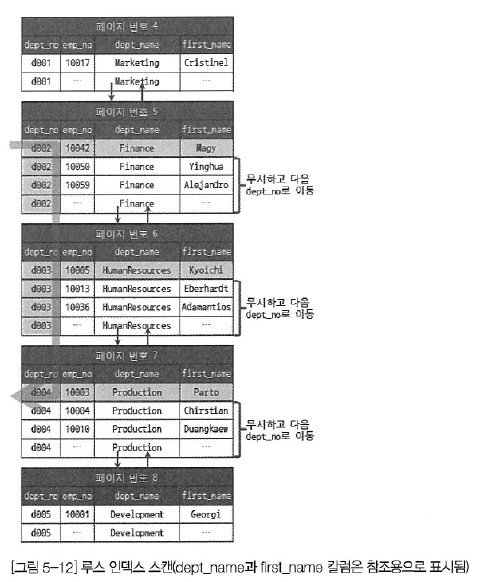 페이지 번호 4
dept_no emp_no dept_name first_name
d001 10017 Marketing Cristinel
d001 ... Marketing
페이지 번호 5
dept_no emp_no dept_name first_name
d002 10042 Finance Magy
d002 10050 Finance Yinghua
d002 10059 Finance Alejandro
d002 ... Finance
무시하고 다음
dept_no로 이동
페이지 번호 6
dept_no emp_no dept_name first_name
d003 10005 HumanResources Kyoichi
d003 10013 HumanResources Eberhardt
d003 10036 HumanResources Adamantios
d003 ... HumanResources
무시하고 다음
dept_no로 이동
페이지 번호 7
dept_no emp_no dept_name first_name
d004 10003 Production Parto
d004 10004 Production Chirstian
d004 10010 Production Duangkaew
d004 ... Production
무시하고 다음
dept_no로 이동
페이지 번호 8
dept_no emp_no dept_name first_name
d005 10001 Development Georgi
d005 ... Development
[그림 5-12] 루스 인덱스 스캔(dept_name과 first_name 칼럼은 참조용으로 표시됨)